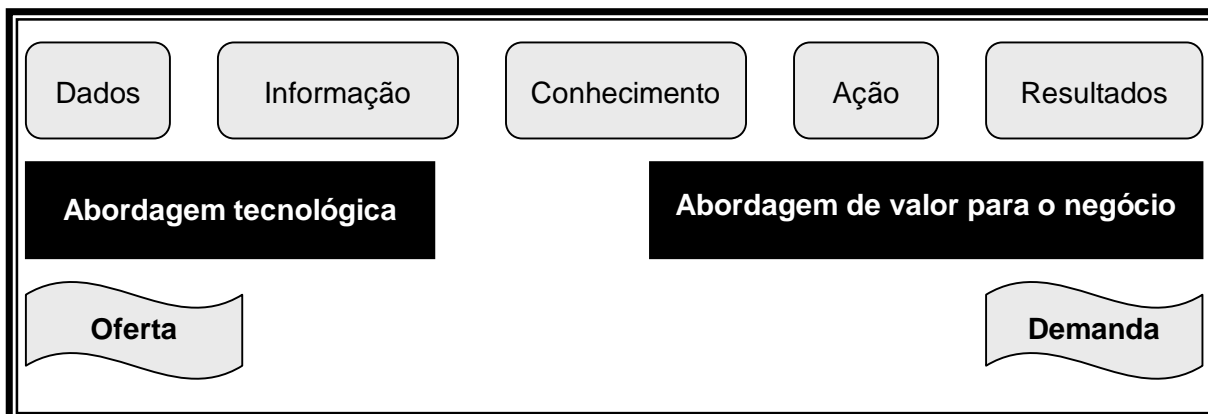 Dados Informação Conhecimento Ação Resultados
Abordagem tecnológica Abordagem de valor para o negócio
Oferta Demanda